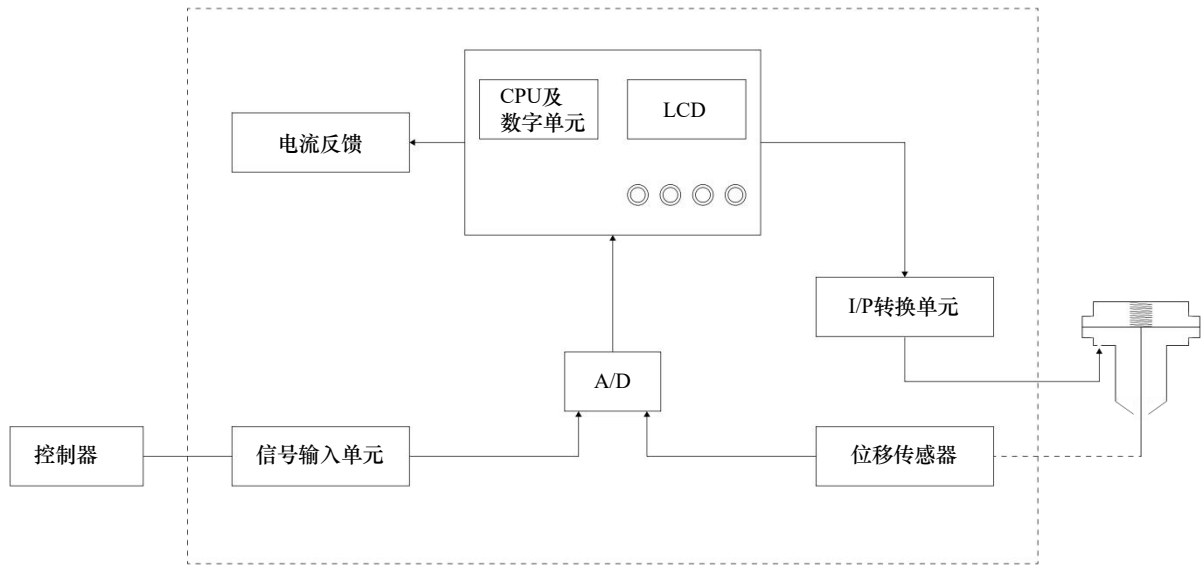 CPU及
数字单元
LCD
电流反馈
I/P转换单元
A/D
控制器
信号输入单元
位移传感器